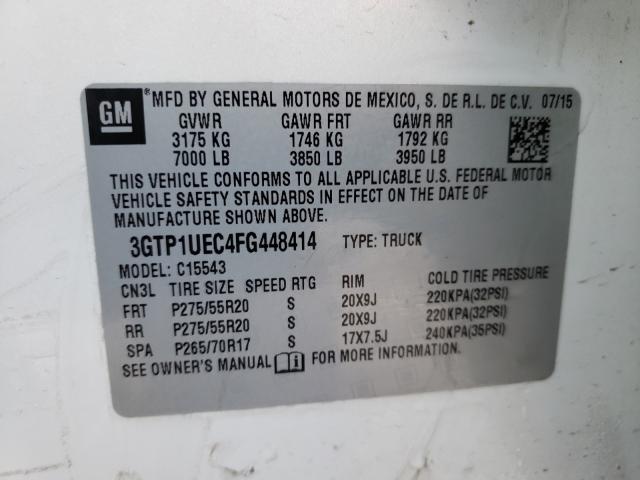 GM MFD BY GENERAL MOTORS DE MEXICO, S. DE R.L. DE C.V. 07/15
GVWR GAWR FRT GAWR RR
3175 KG 1746 KG 1792 KG
7000 LB 3850 LB 3950 LB
THIS VEHICLE CONFORMS TO ALL APPLICABLE U.S. FEDERAL MOTOR
VEHICLE SAFETY STANDARDS IN EFFECT ON THE DATE OF
MANUFACTURE SHOWN ABOVE.
3GTP1UEC4FG448414 TYPE: TRUCK
MODEL: C15543
CN3L TIRE SIZE SPEED RTG RIM COLD TIRE PRESSURE
FRT P275/55R20 S 20X9J 220KPA(32PSI)
RR P275/55R20 S 20X9J 220KPA(32PSI)
SPA P265/70R17 S 17X7.5J 240KPA(35PSI)
SEE OWNER'S MANUAL FOR MORE INFORMATION.